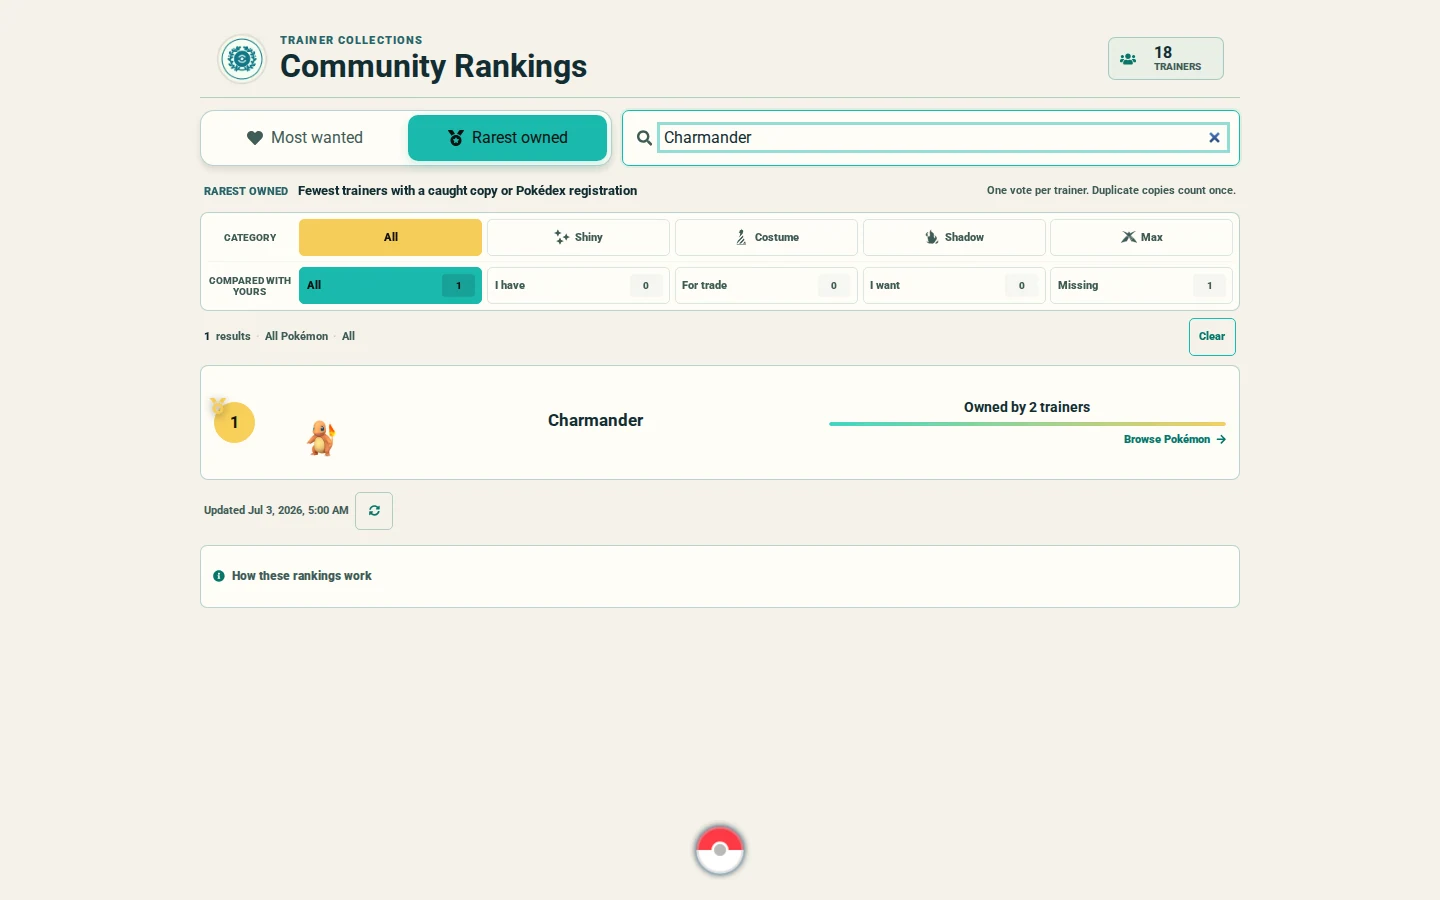 TRAINER COLLECTIONS
Community Rankings
18
TRAINERS
Most wanted
Rarest owned
Charmander
RAREST OWNED Fewest trainers with a caught copy or Pokédex registration
One vote per trainer. Duplicate copies count once.
CATEGORY
All
Shiny
Costume
Shadow
Max
COMPARED WITH
YOURS
All 1
I have 0
For trade 0
I want 0
Missing 1
1 results · All Pokémon · All
Clear
1
Charmander
Owned by 2 trainers
Browse Pokémon →
Updated Jul 3, 2026, 5:00 AM
How these rankings work